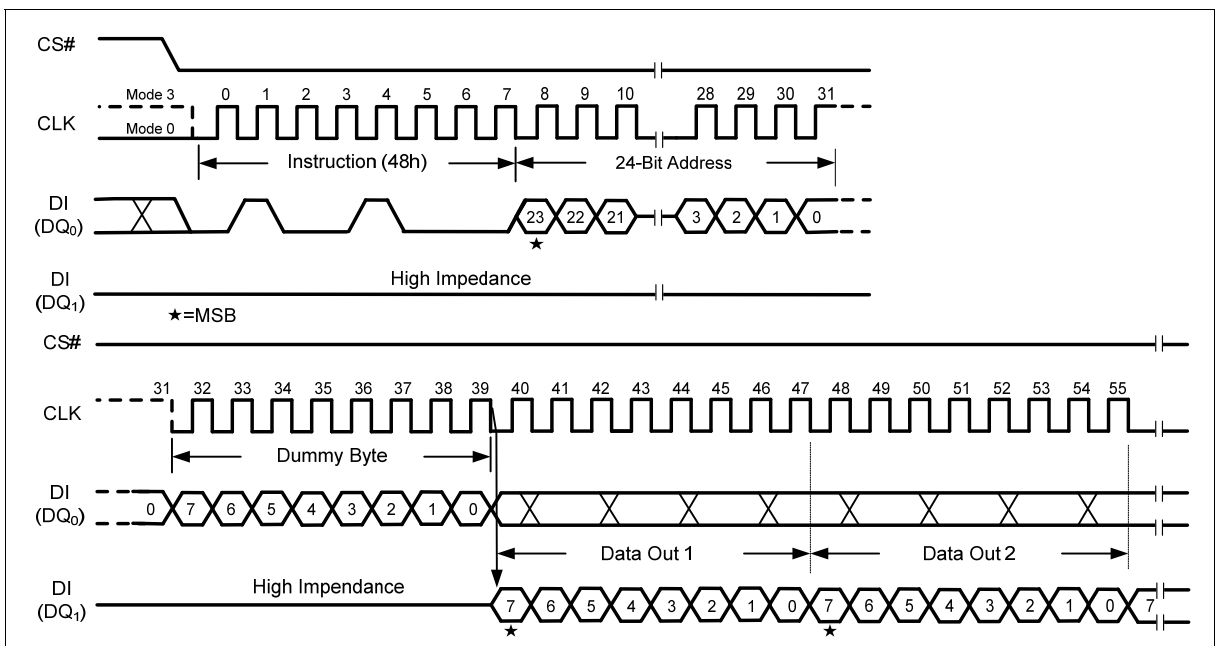 CS#
Mode 3 0 1 2 3 4 5 6 7 8 9 10 28 29 30 31
CLK
Mode 0
Instruction (48h) 24-Bit Address
DI
(DQ0) 23 22 21 3 2 1 0
★
DI
(DQ1) High Impedance
★=MSB
CS#
31 32 33 34 35 36 37 38 39 40 41 42 43 44 45 46 47 48 49 50 51 52 53 54 55
CLK
Dummy Byte
DI
(DQ0) 0 7 6 5 4 3 2 1 0
Data Out 1 Data Out 2
DI
(DQ1) High Impendance 7 6 5 4 3 2 1 0 7 6 5 4 3 2 1 0 7
★ ★